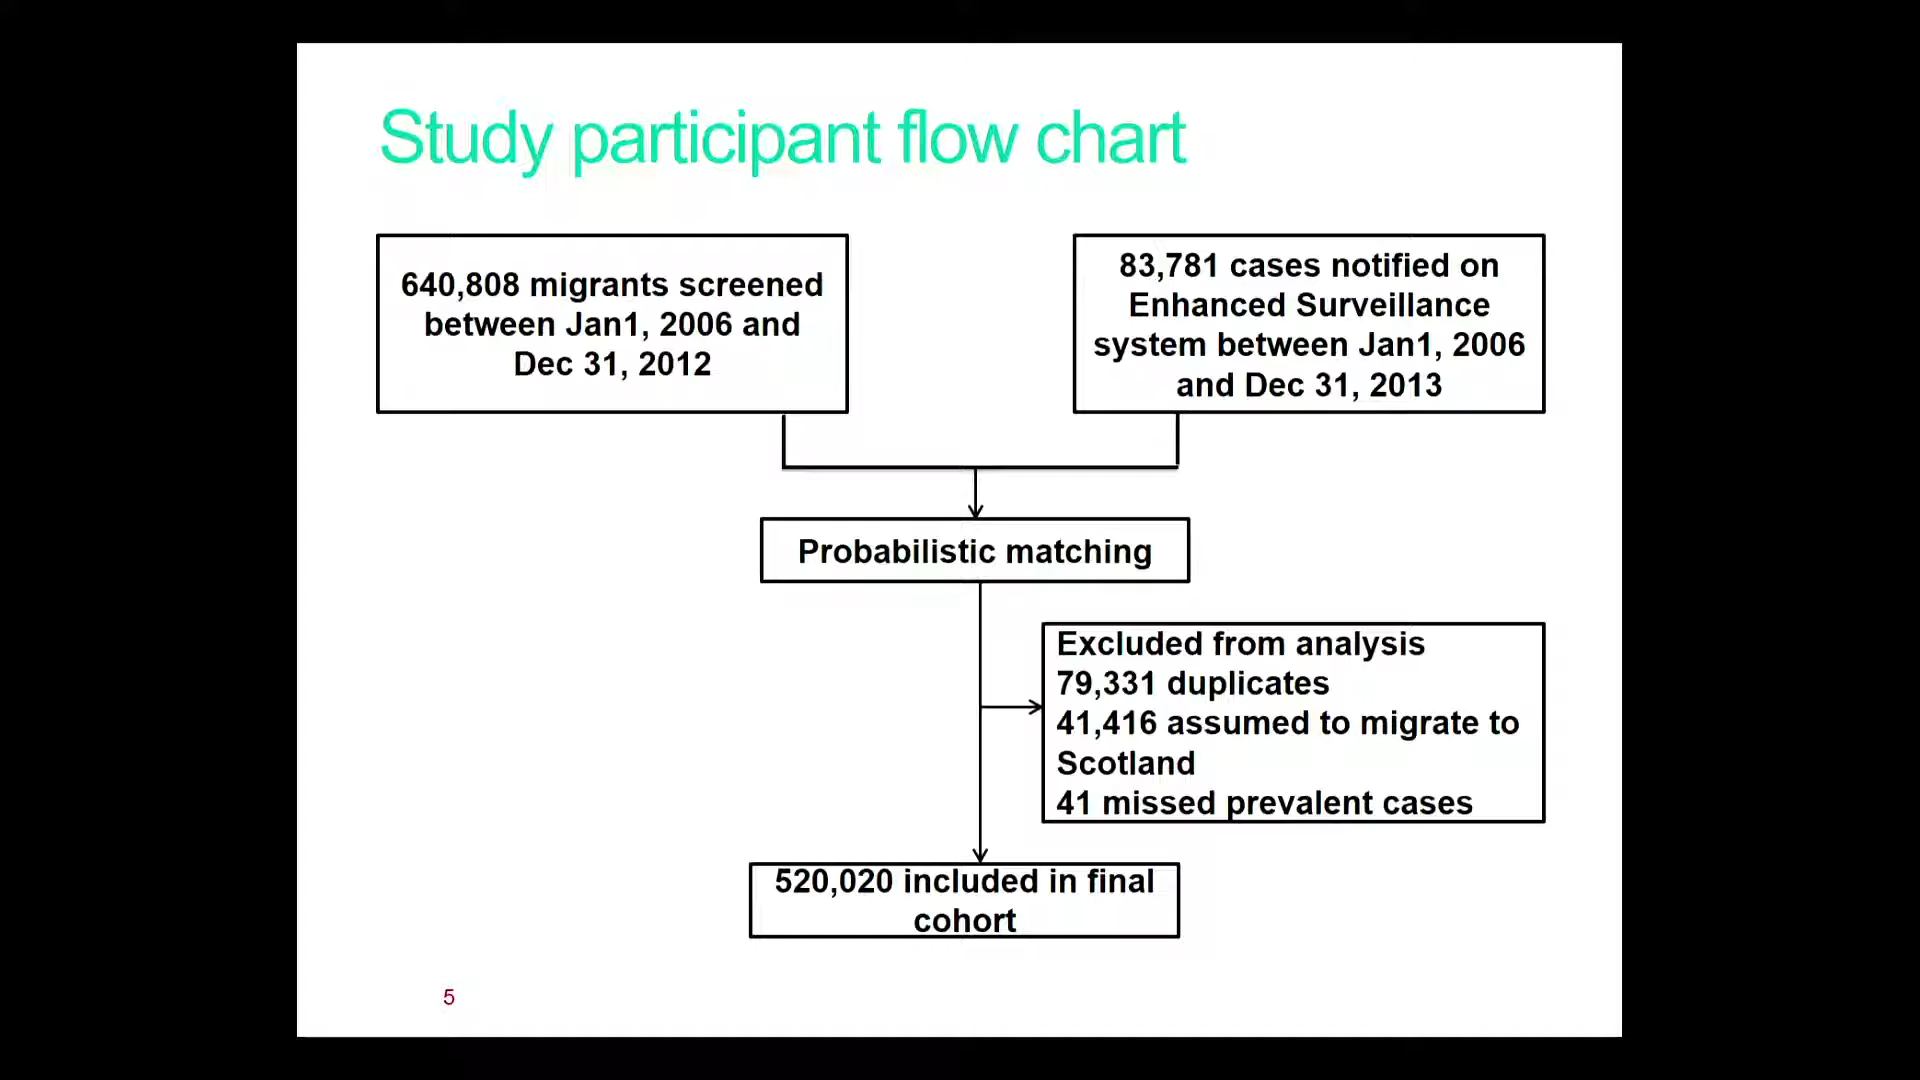 Study participant flow chart
640,808 migrants screened
between Jan1, 2006 and
Dec 31, 2012
83,781 cases notified on
Enhanced Surveillance
system between Jan1, 2006
and Dec 31, 2013
Probabilistic matching
Excluded from analysis
79,331 duplicates
41,416 assumed to migrate to
Scotland
41 missed prevalent cases
520,020 included in final
cohort
5